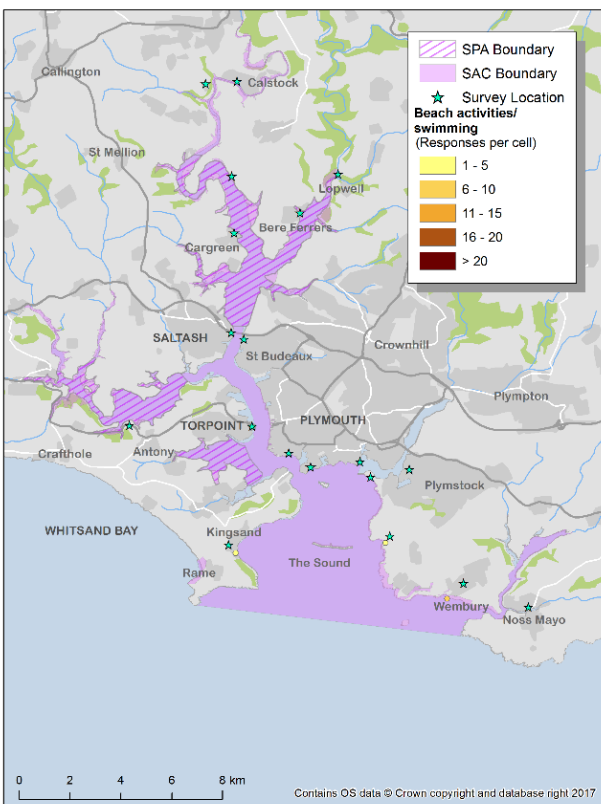 SPA Boundary
SAC Boundary
Survey Location
Beach activities/
swimming
(Responses per cell)
1 - 5
6 - 10
11 - 15
16 - 20
> 20
Callington
Calstock
St Mellion
Lopwell
Bere Ferrers
Cargreen
SALTASH
St Budeaux
Crownhill
Plympton
TORPOINT
PLYMOUTH
Crafthole
Antony
Plymstock
WHITSAND BAY
Kingsand
The Sound
Rame
Wembury
Noss Mayo
0 2 4 6 8 km
Contains OS data © Crown copyright and database right 2017